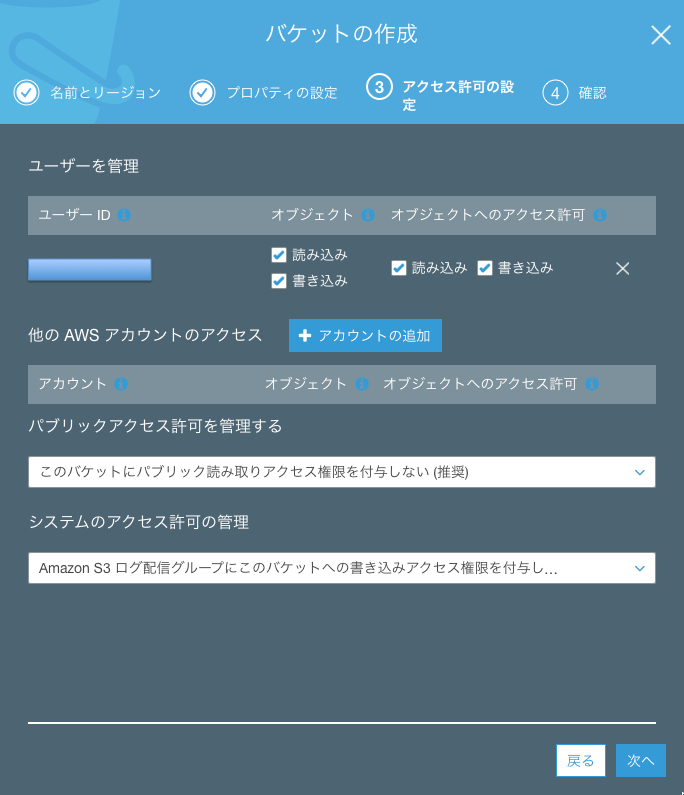 バケットの作成
名前とリージョン
プロパティの設定
3
アクセス許可の設
定
4
確認
ユーザーを管理
ユーザー ID
オブジェクト
オブジェクトへのアクセス許可
読み込み
書き込み
読み込み
書き込み
他の AWS アカウントのアクセス
アカウントの追加
アカウント
オブジェクト
オブジェクトへのアクセス許可
パブリックアクセス許可を管理する
このバケットにパブリック読み取りアクセス権限を付与しない (推奨)
システムのアクセス許可の管理
Amazon S3 ログ配信グループにこのバケットへの書き込みアクセス権限を付与し...
戻る
次へ